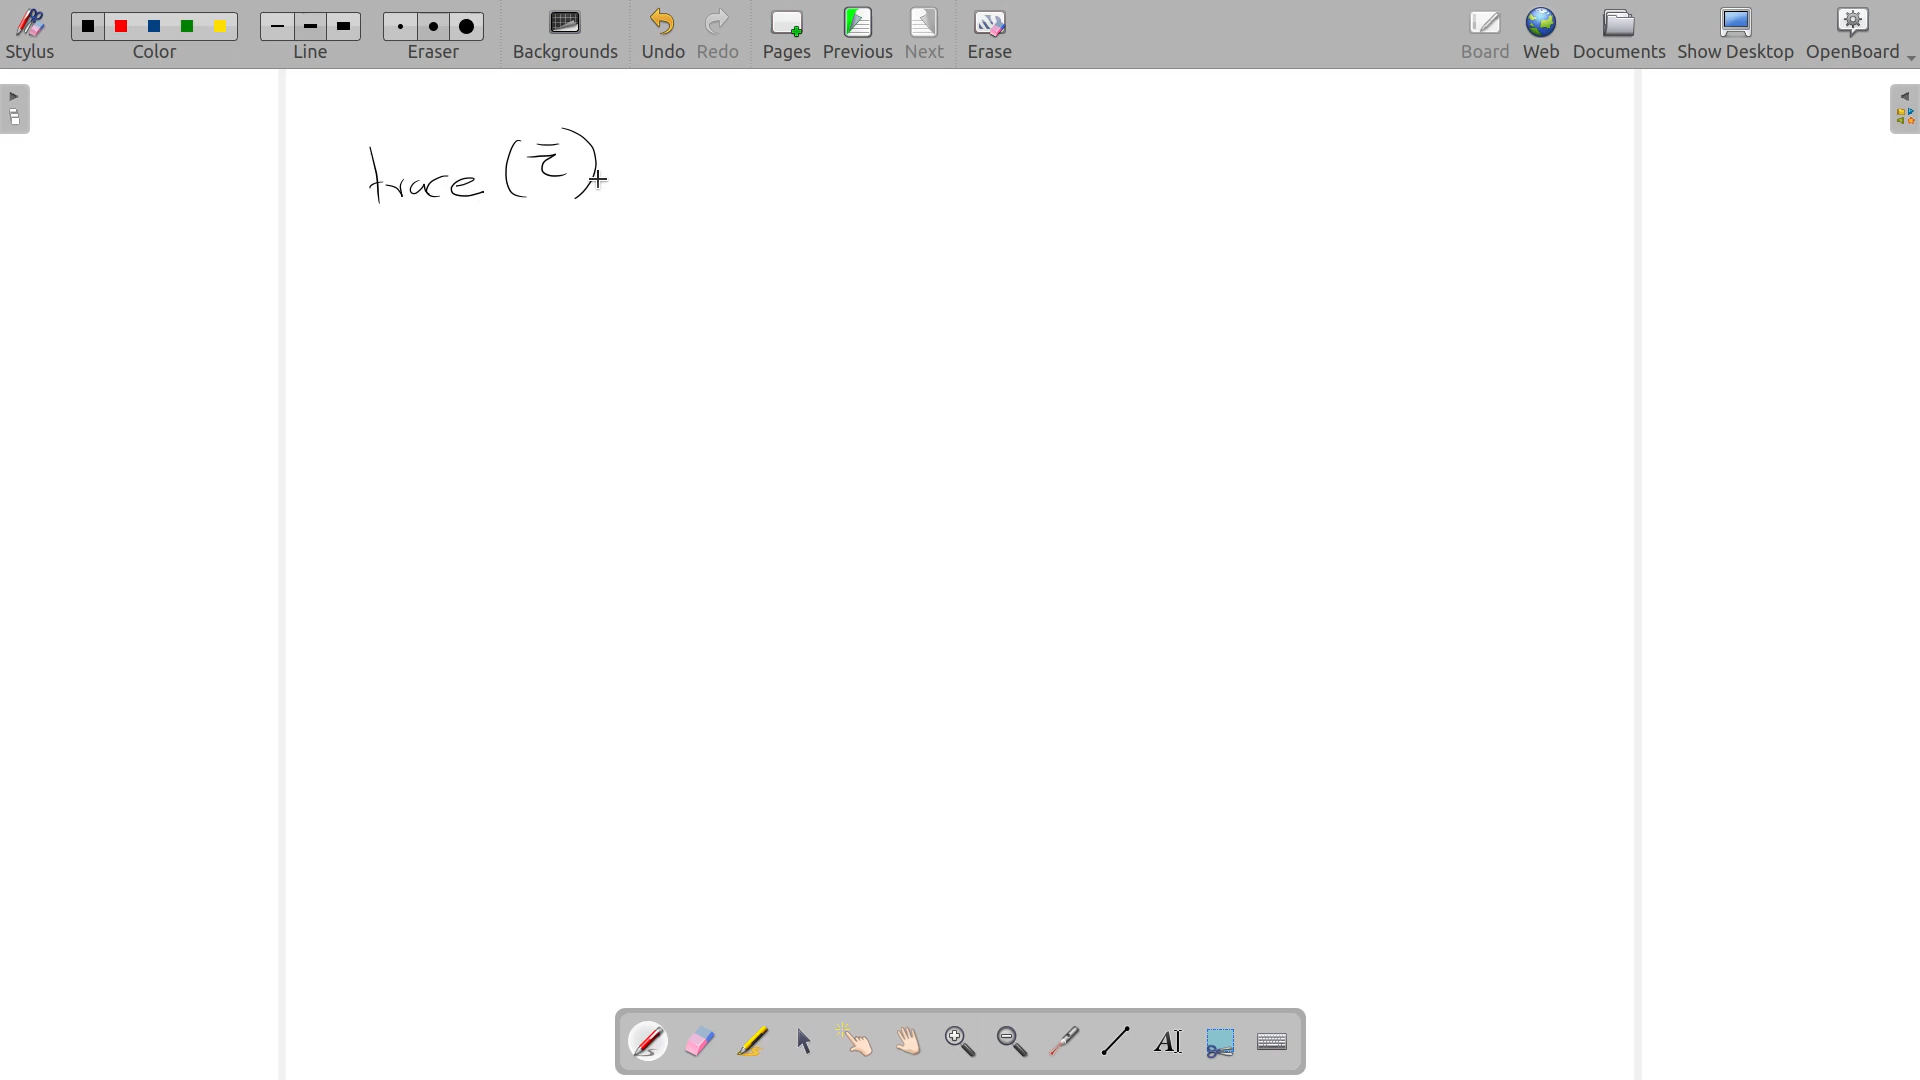 Stylus Color Line Eraser Backgrounds Undo Redo Pages Previous Next Erase Board Web Documents Show Desktop OpenBoard
trace (τ̿)